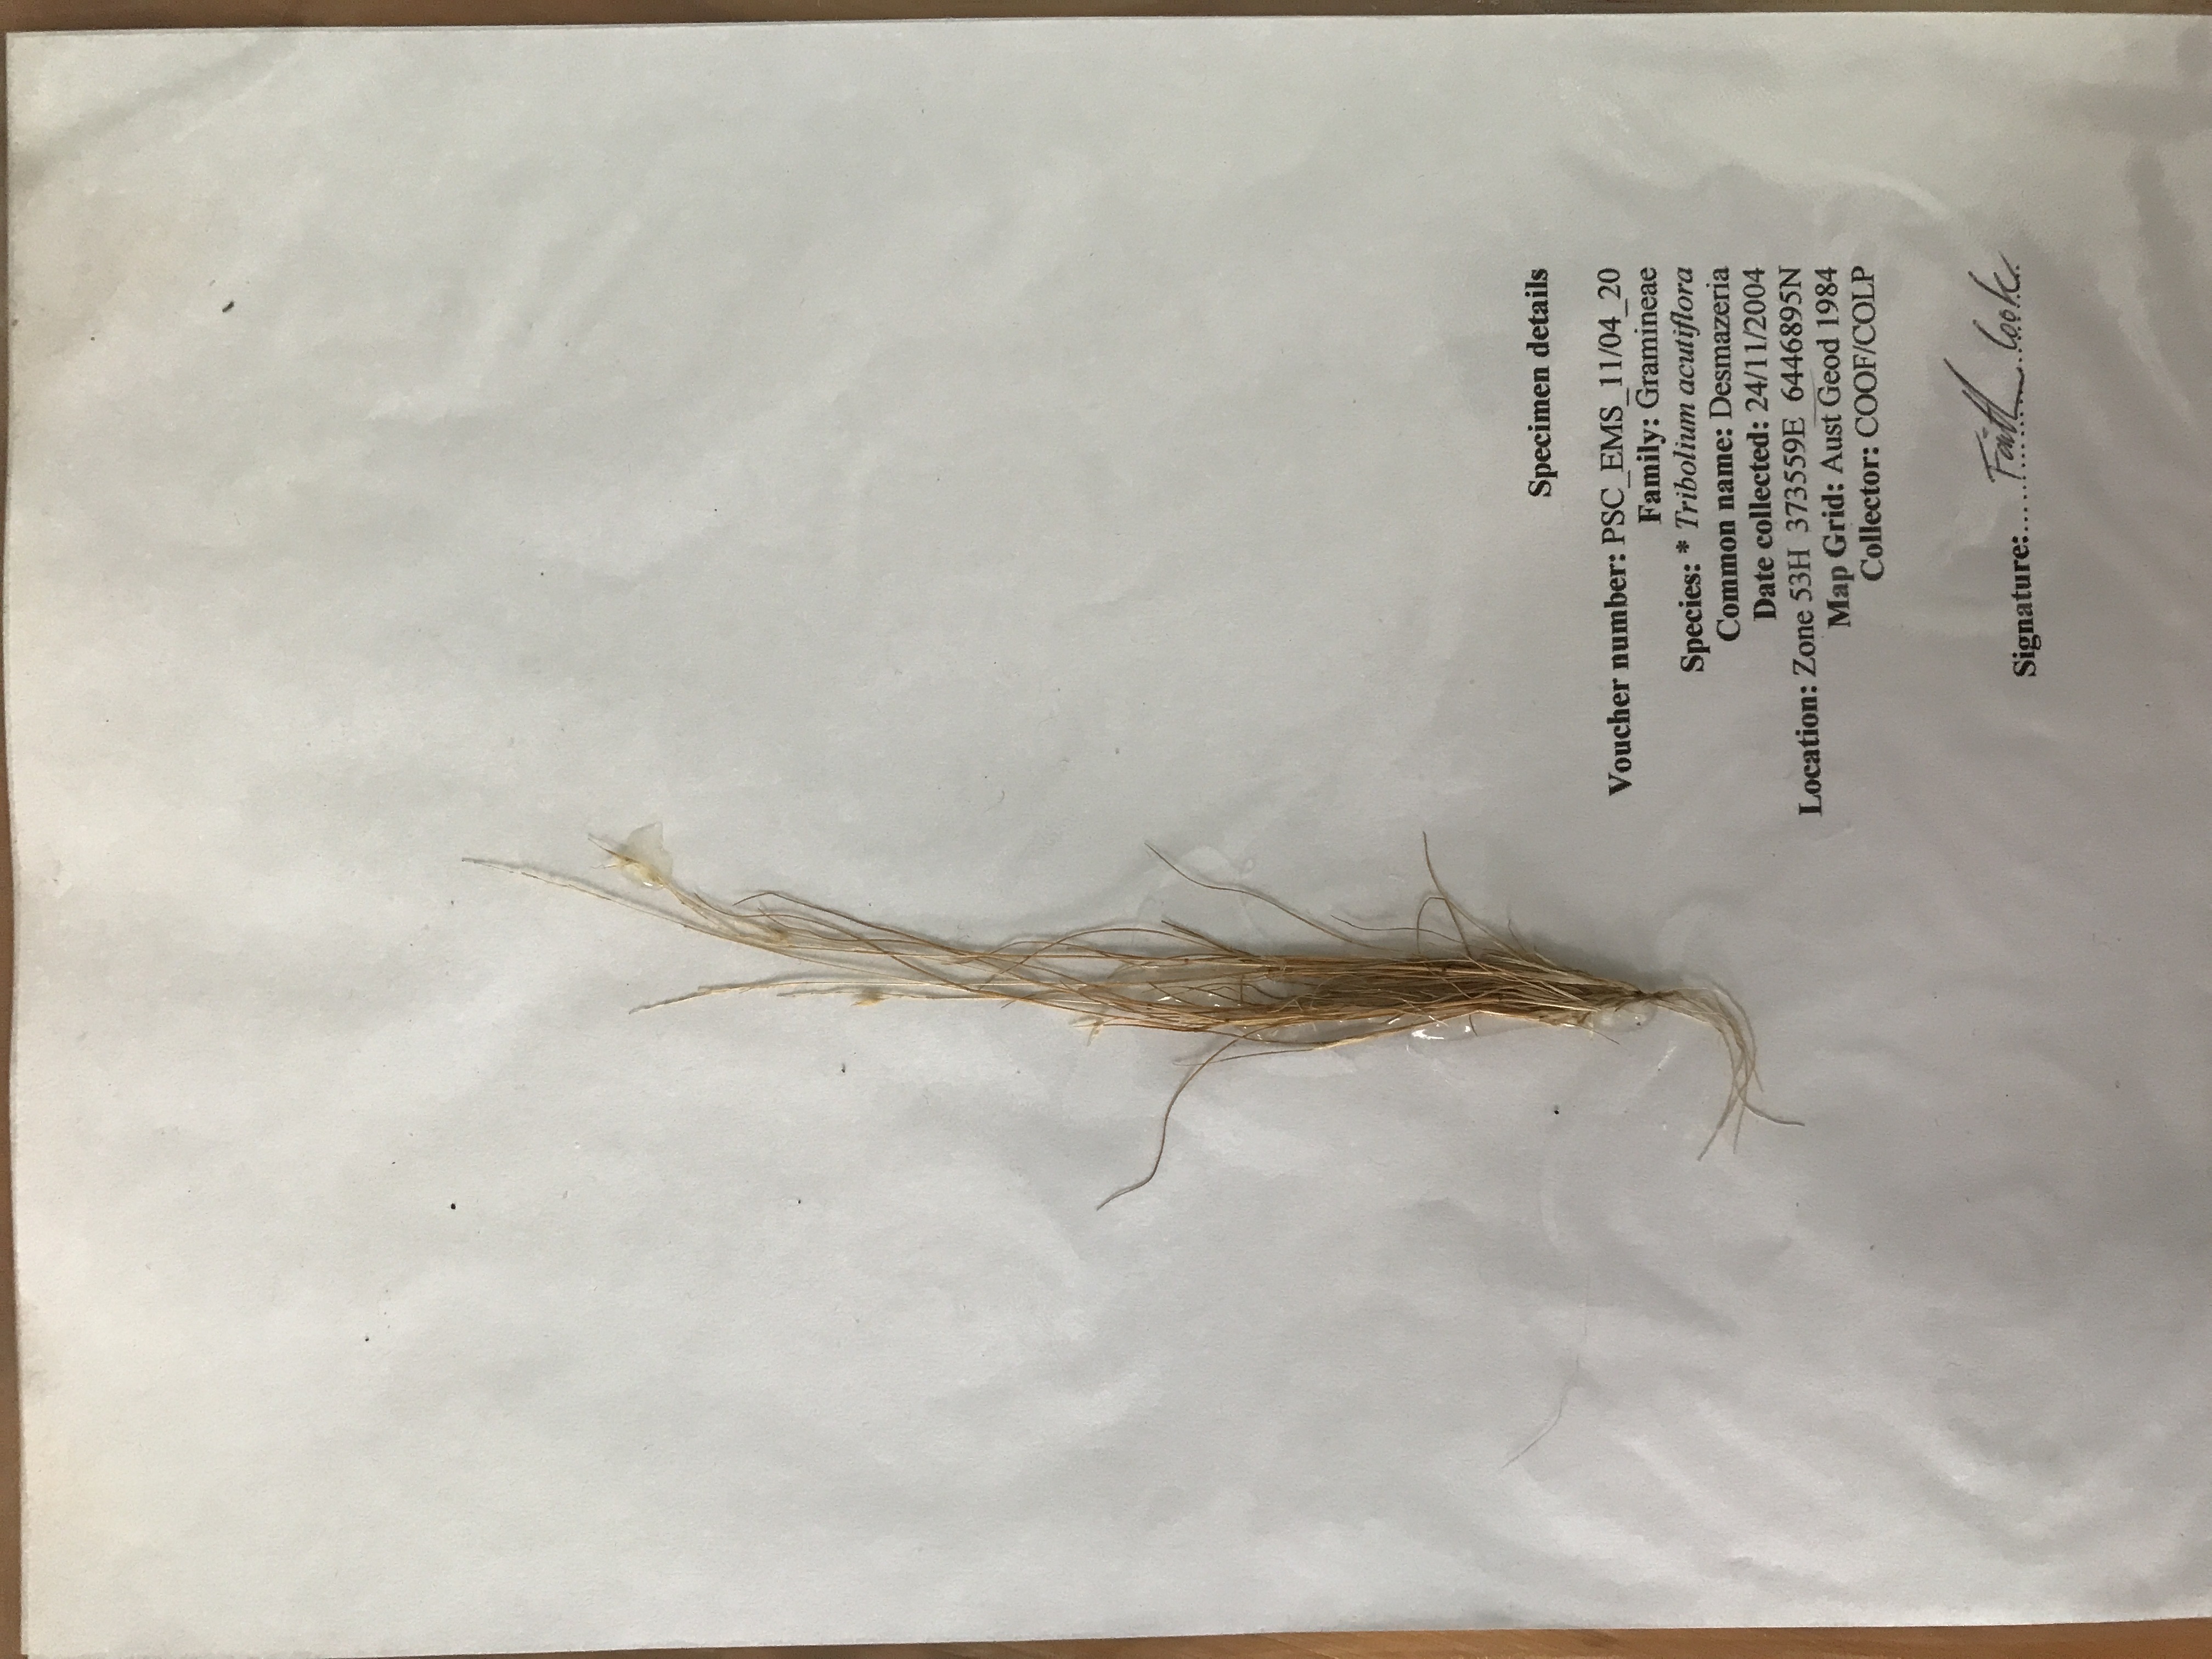 Specimen details
Voucher number: PSC_EMS_11/04_20
Family: Gramineae
Species: * Tribolium acutiflora
Common name: Desmazeria
Date collected: 24/11/2004
Location: Zone 53H 373559E 6446895N
Map Grid: Aust Geod 1984
Collector: COOF/COLP
Signature:.... Faith Cook